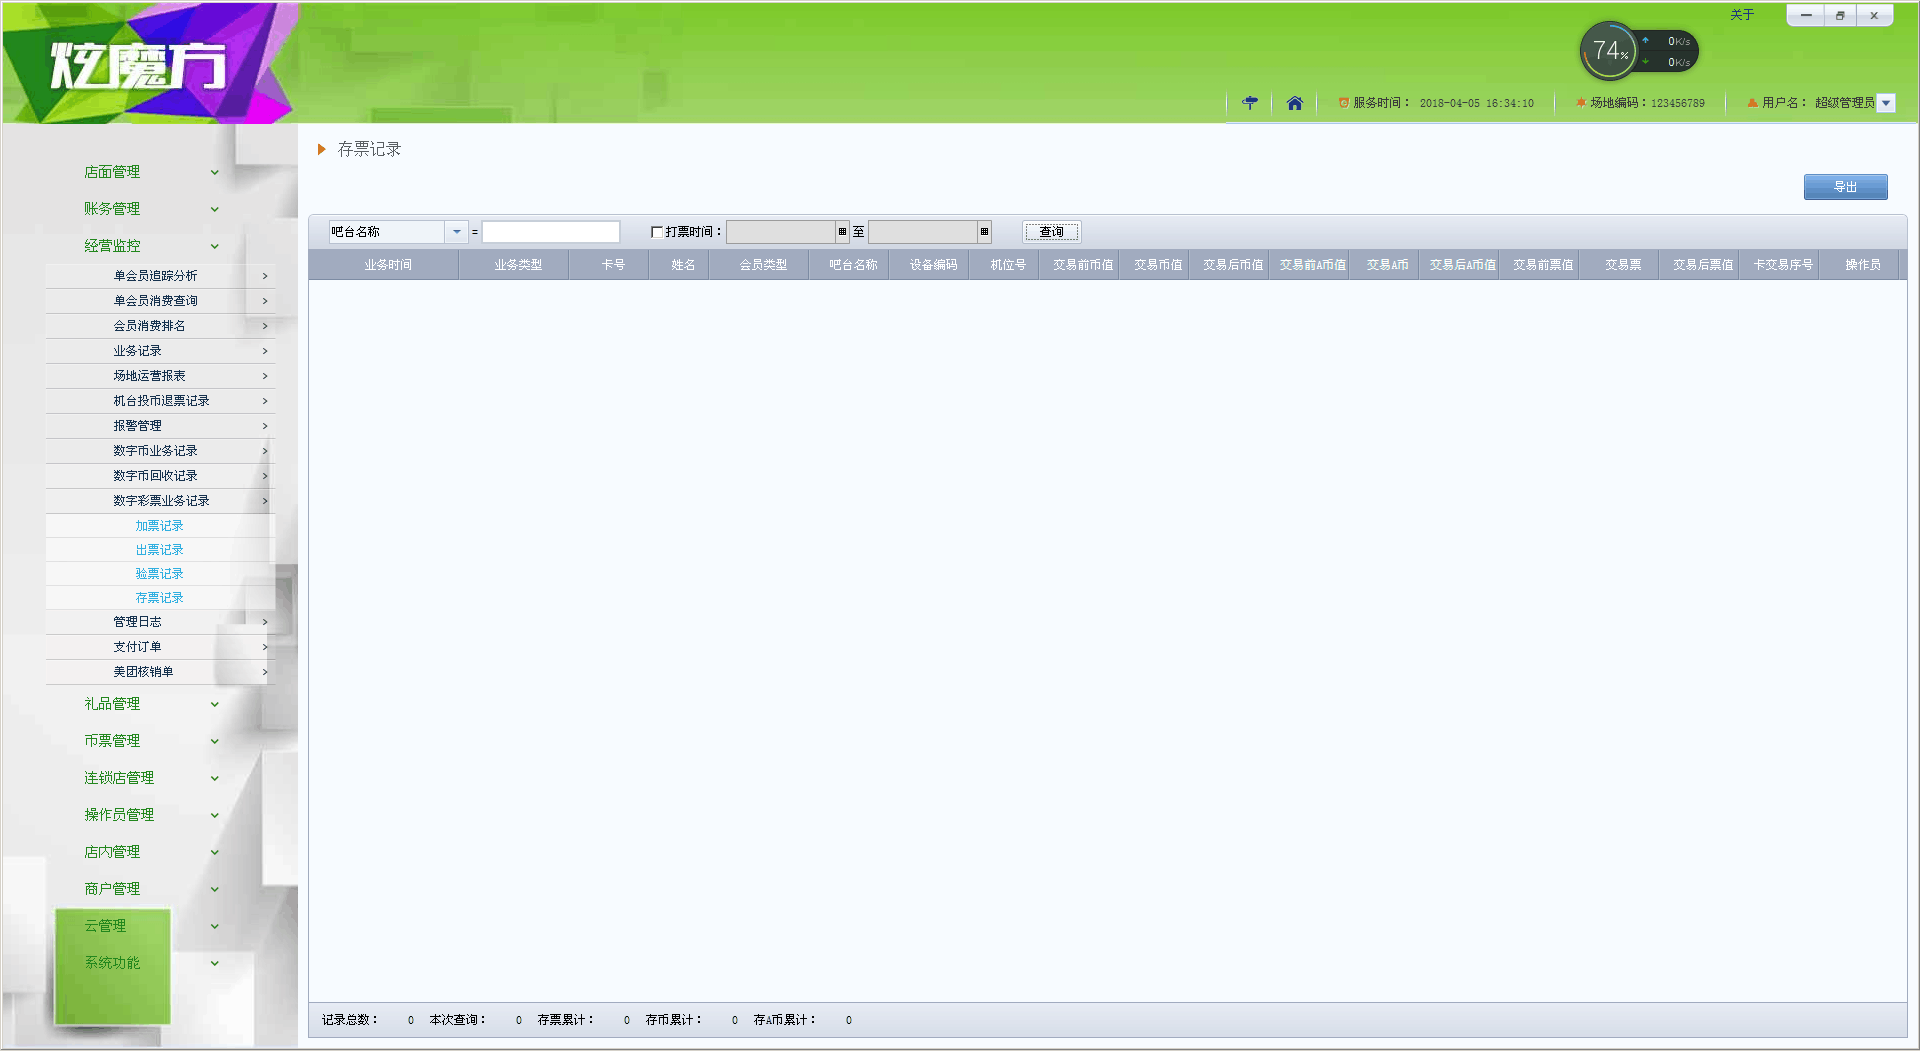 炫魔方
关于
74%
0K/s
0K/s
服务时间： 2018-04-05 16:34:10
场地编码：123456789
用户名： 超级管理员
店面管理
账务管理
经营监控
单会员追踪分析
单会员消费查询
会员消费排名
业务记录
场地运营报表
机台投币退票记录
报警管理
数字币业务记录
数字币回收记录
数字彩票业务记录
加票记录
出票记录
验票记录
存票记录
管理日志
支付订单
美团核销单
礼品管理
币票管理
连锁店管理
操作员管理
店内管理
商户管理
云管理
系统功能
存票记录
导出
吧台名称 = 打票时间： 至 查询
业务时间 业务类型 卡号 姓名 会员类型 吧台名称 设备编码 机位号 交易前币值 交易币值 交易后币值 交易前A币值 交易A币 交易后A币值 交易前票值 交易票 交易后票值 卡交易序号 操作员
记录总数： 0 本次查询： 0 存票累计： 0 存币累计： 0 存A币累计： 0